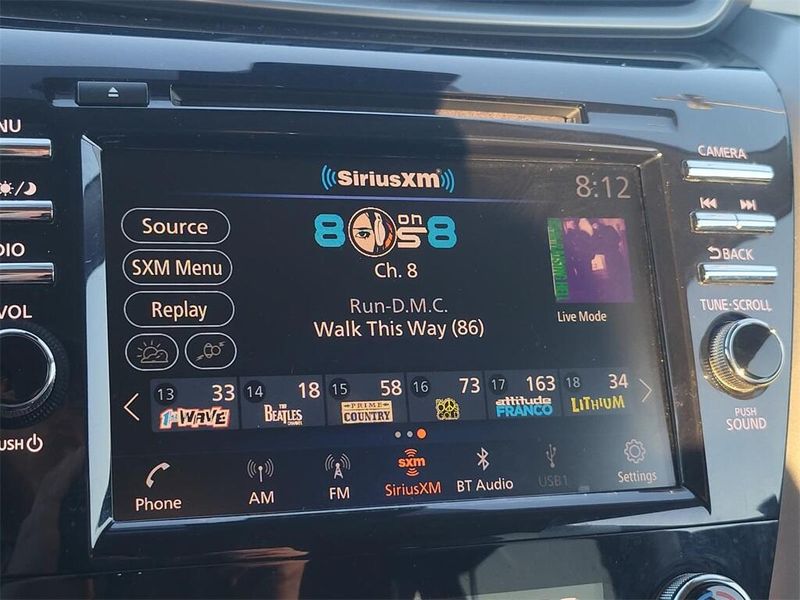 NU
CAMERA
SiriusXM
8:12
Source
8 on 8
SXM Menu
Ch. 8
DIO
BACK
Replay
Run-D.M.C.
Live Mode
TUNE·SCROLL
VOL
Walk This Way (86)
13 33
14 18
15 58
16 73
17 163
18 34
1st WAVE
THE BEATLES CHANNEL
PRIME COUNTRY
attitude FRANCO
LITHIUM
PUSH SOUND
USH
sxm
Phone
AM
FM
SiriusXM
BT Audio
USB1
Settings